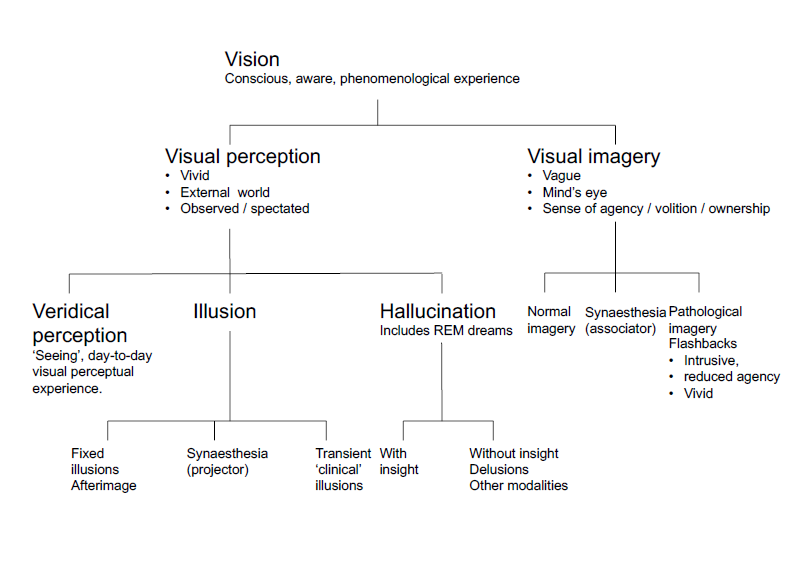 Vision
Conscious, aware, phenomenological experience
Visual perception
• Vivid
• External world
• Observed / spectated
Visual imagery
• Vague
• Mind’s eye
• Sense of agency / volition / ownership
Veridical
perception
‘Seeing’, day-to-day
visual perceptual
experience.
Illusion
Hallucination
Includes REM dreams
Normal
imagery
Synaesthesia
(associator)
Pathological
imagery
Flashbacks
• Intrusive,
• reduced agency
• Vivid
Fixed
illusions
Afterimage
Synaesthesia
(projector)
Transient
‘clinical’
illusions
With
insight
Without insight
Delusions
Other modalities